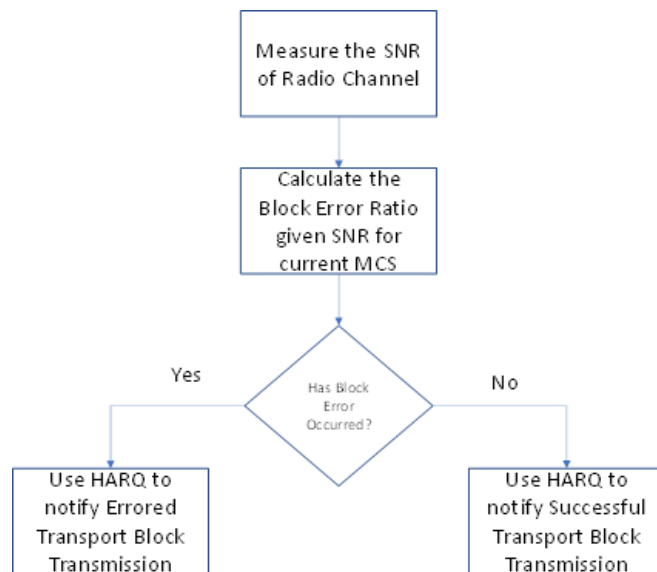 Measure the SNR
of Radio Channel
Calculate the
Block Error Ratio
given SNR for
current MCS
Yes
No
Has Block
Error
Occurred?
Use HARQ to
notify Errored
Transport Block
Transmission
Use HARQ to
notify Successful
Transport Block
Transmission